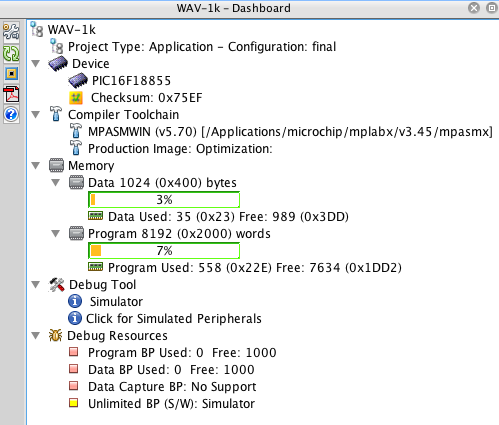 WAV-1k - Dashboard
WAV-1k
Project Type: Application - Configuration: final
Device
PIC16F18855
Checksum: 0x75EF
Compiler Toolchain
MPASMWIN (v5.70) [/Applications/microchip/mplabx/v3.45/mpasmx]
Production Image: Optimization:
Memory
Data 1024 (0x400) bytes
3%
Data Used: 35 (0x23) Free: 989 (0x3DD)
Program 8192 (0x2000) words
7%
Program Used: 558 (0x22E) Free: 7634 (0x1DD2)
Debug Tool
Simulator
Click for Simulated Peripherals
Debug Resources
Program BP Used: 0 Free: 1000
Data BP Used: 0 Free: 1000
Data Capture BP: No Support
Unlimited BP (S/W): Simulator